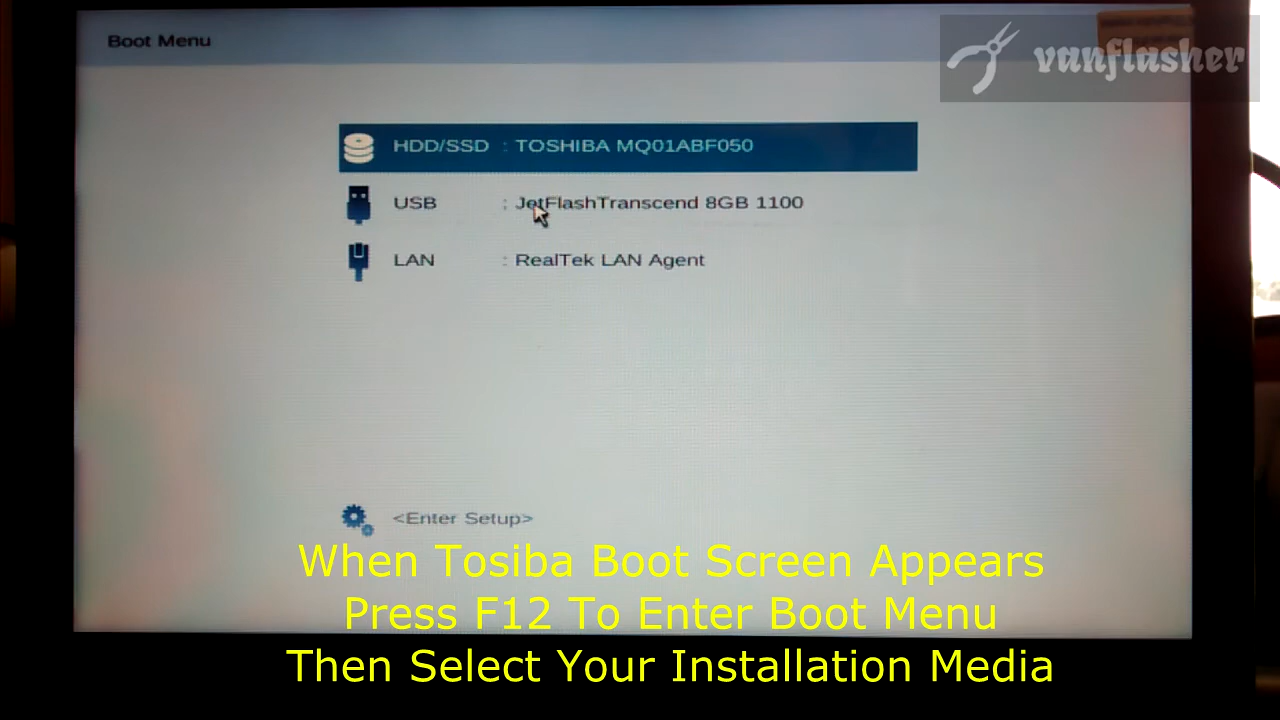 Boot Menu
vanflasher
HDD/SSD : TOSHIBA MQ01ABF050
USB : JetFlashTranscend 8GB 1100
LAN : RealTek LAN Agent
<Enter Setup>
When Tosiba Boot Screen Appears
Press F12 To Enter Boot Menu
Then Select Your Installation Media